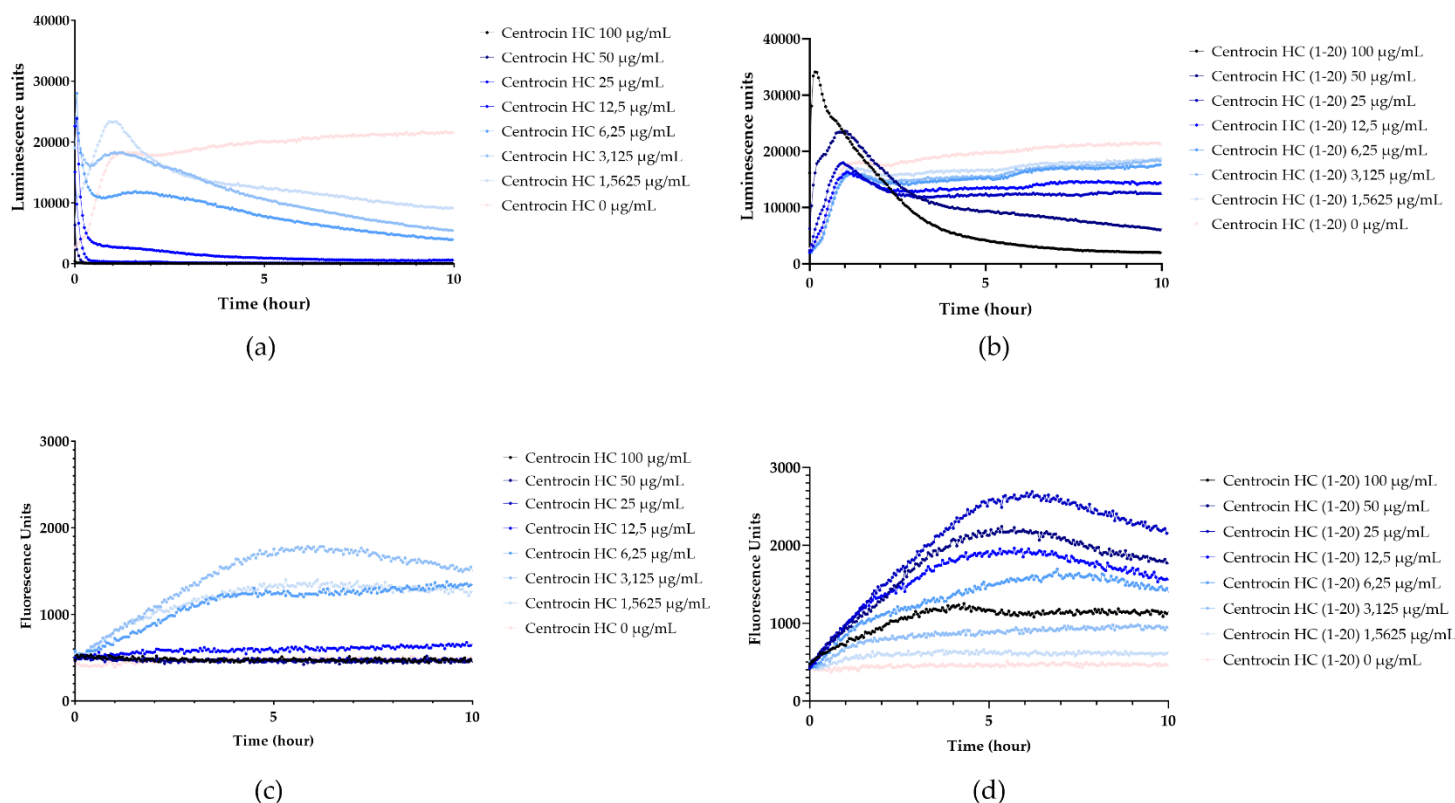 40000
30000
20000
10000
0
Luminescence units
0
5
10
Time (hour)
Centrocin HC 100 µg/mL
Centrocin HC 50 µg/mL
Centrocin HC 25 µg/mL
Centrocin HC 12,5 µg/mL
Centrocin HC 6,25 µg/mL
Centrocin HC 3,125 µg/mL
Centrocin HC 1,5625 µg/mL
Centrocin HC 0 µg/mL
(a)
40000
30000
20000
10000
0
Luminescence units
0
5
10
Time (hour)
Centrocin HC (1-20) 100 µg/mL
Centrocin HC (1-20) 50 µg/mL
Centrocin HC (1-20) 25 µg/mL
Centrocin HC (1-20) 12,5 µg/mL
Centrocin HC (1-20) 6,25 µg/mL
Centrocin HC (1-20) 3,125 µg/mL
Centrocin HC (1-20) 1,5625 µg/mL
Centrocin HC (1-20) 0 µg/mL
(b)
3000
2000
1000
0
Fluorescence Units
0
5
10
Time (hour)
Centrocin HC 100 µg/mL
Centrocin HC 50 µg/mL
Centrocin HC 25 µg/mL
Centrocin HC 12,5 µg/mL
Centrocin HC 6,25 µg/mL
Centrocin HC 3,125 µg/mL
Centrocin HC 1,5625 µg/mL
Centrocin HC 0 µg/mL
(c)
3000
2000
1000
0
Fluorescence Units
0
5
10
Time (hour)
Centrocin HC (1-20) 100 µg/mL
Centrocin HC (1-20) 50 µg/mL
Centrocin HC (1-20) 25 µg/mL
Centrocin HC (1-20) 12,5 µg/mL
Centrocin HC (1-20) 6,25 µg/mL
Centrocin HC (1-20) 3,125 µg/mL
Centrocin HC (1-20) 1,5625 µg/mL
Centrocin HC (1-20) 0 µg/mL
(d)